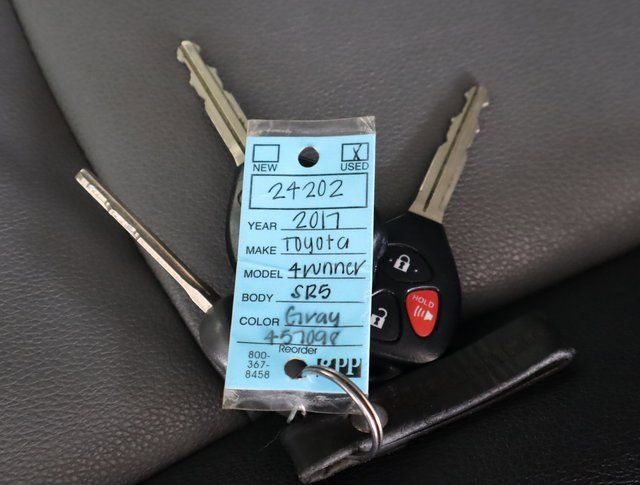 NEW X USED
24202
YEAR 2017
MAKE Toyota
MODEL 4runner
BODY SR5
COLOR Gray
457098
Reorder
800-
367-
8458
BPP
HOLD